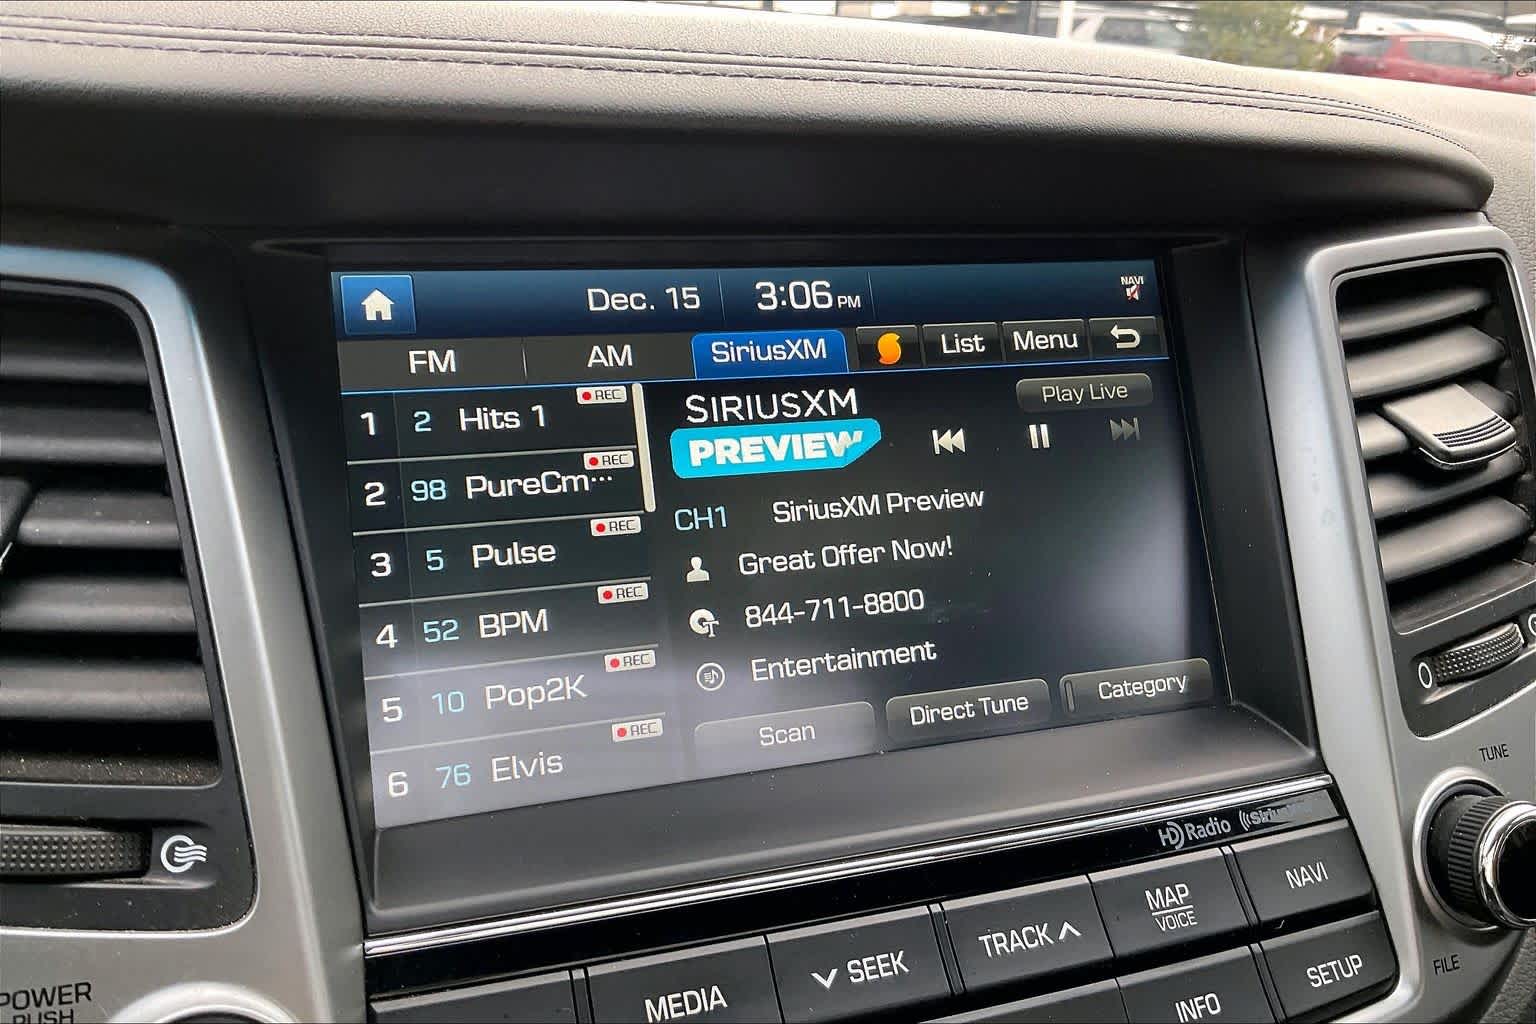 Dec. 15 3:06 PM NAVI
FM AM SiriusXM List Menu
1 2 Hits 1 REC
2 98 PureCm... REC
3 5 Pulse REC
4 52 BPM REC
5 10 Pop2K REC
6 76 Elvis REC
SIRIUSXM
PREVIEW
Play Live
CH1 SiriusXM Preview
Great Offer Now!
844-711-8800
Entertainment
Scan Direct Tune Category
HD Radio
MEDIA SEEK TRACK MAP VOICE NAVI
INFO SETUP
TUNE
FILE
POWER
PUSH
0